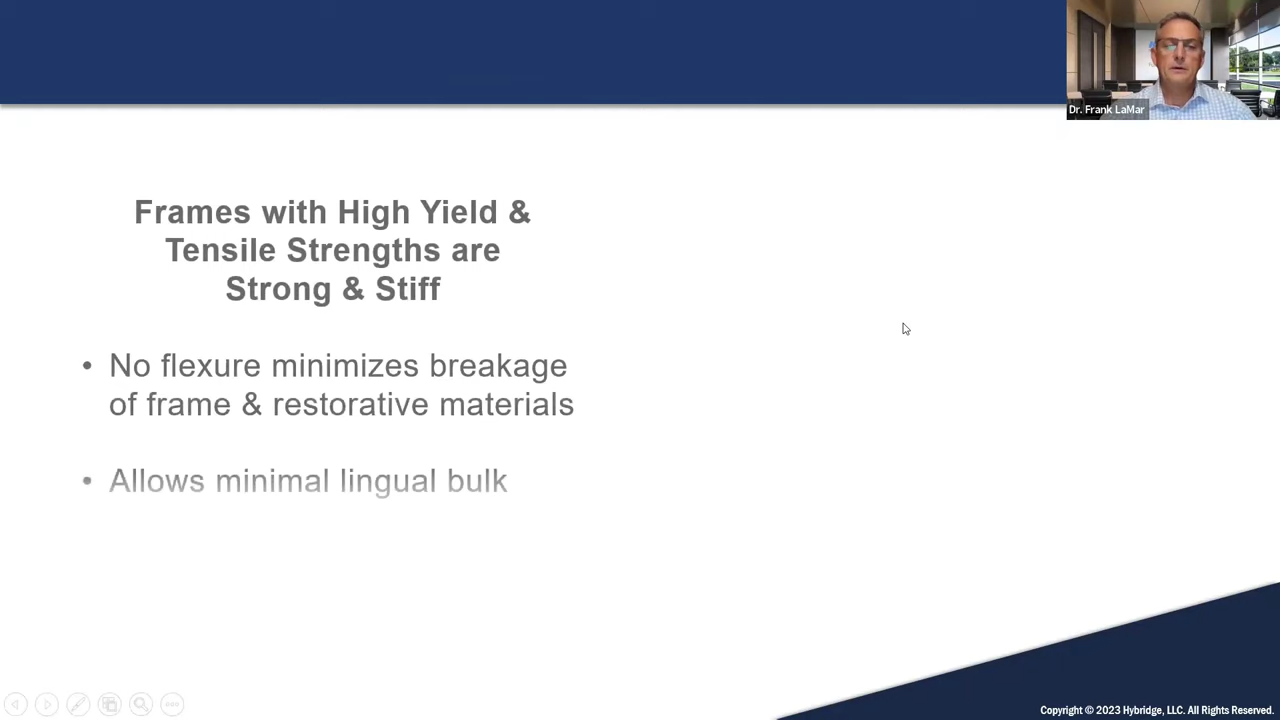 Dr. Frank LaMar
Frames with High Yield &
Tensile Strengths are
Strong & Stiff
• No flexure minimizes breakage
of frame & restorative materials
• Allows minimal lingual bulk
Copyright © 2023 Hybridge, LLC. All Rights Reserved.